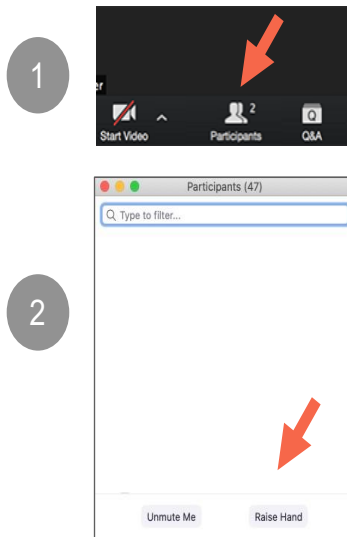 1
Start Video
Participants
2
Q
Q&A
2
Participants (47)
Type to filter...
Unmute Me Raise Hand